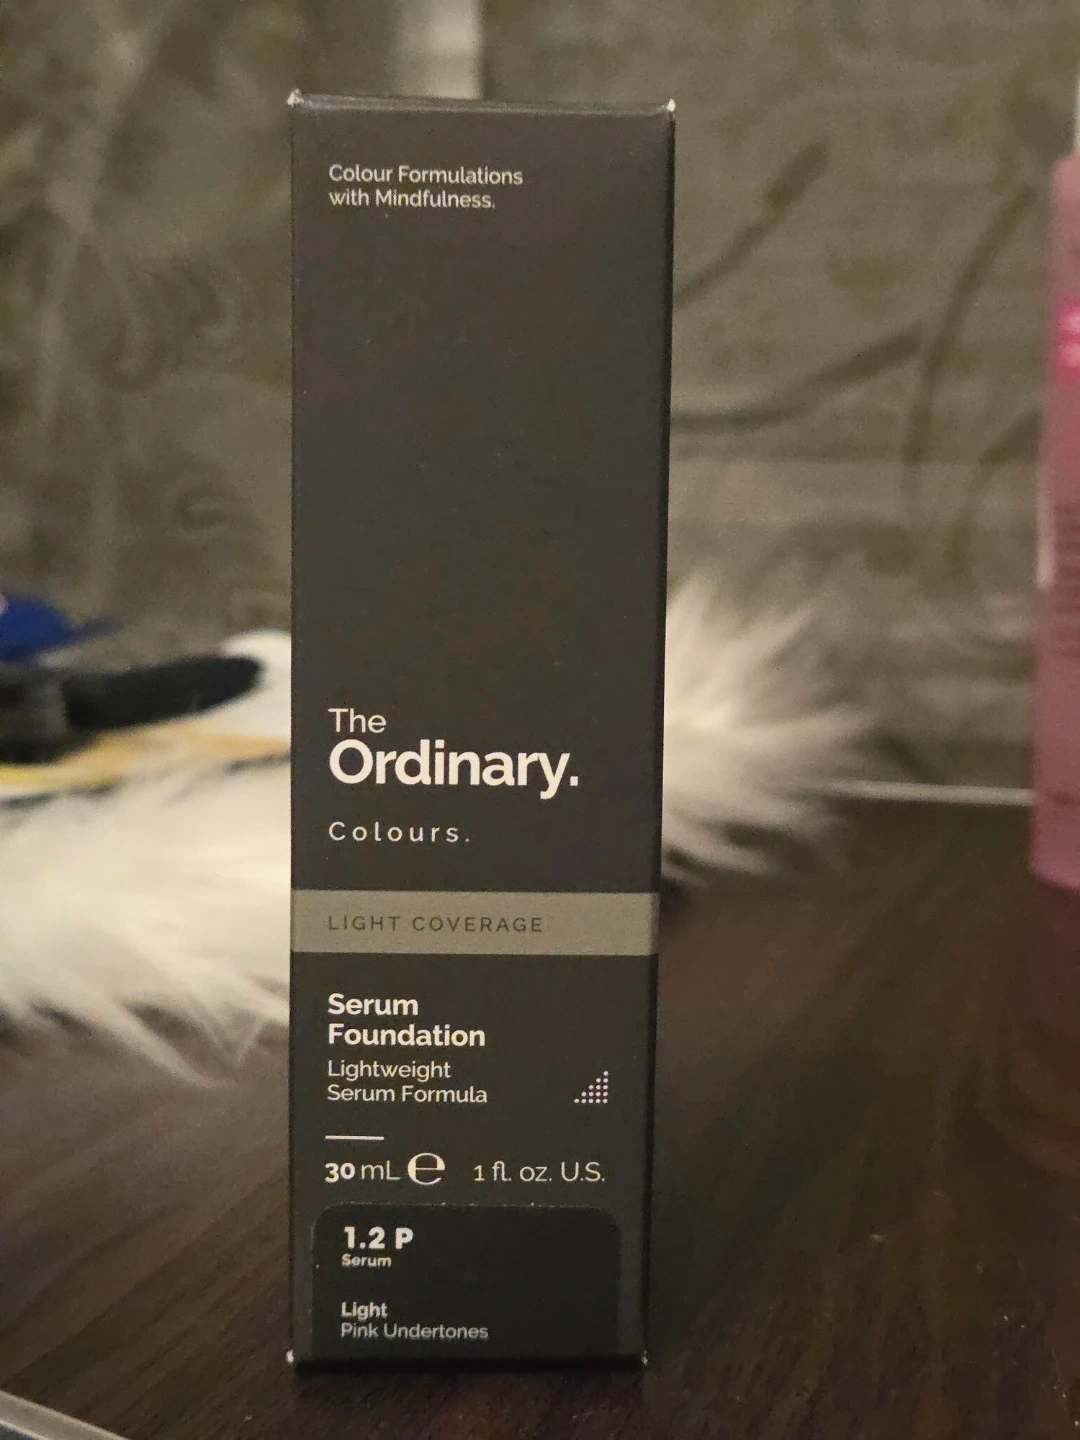 Colour Formulations
with Mindfulness.
The
Ordinary.
Colours.
LIGHT COVERAGE
Serum
Foundation
Lightweight
Serum Formula
30 mL ℮ 1 fl. oz. U.S.
1.2 P
Serum
Light
Pink Undertones